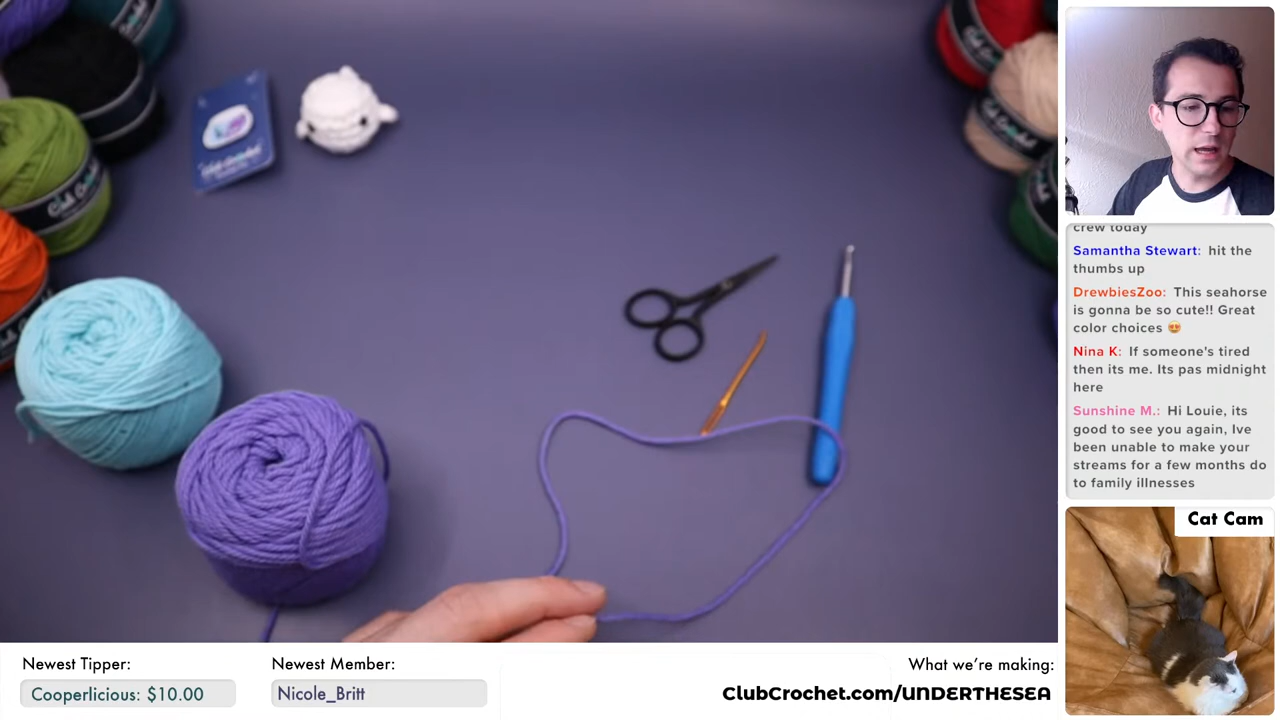 Club Crochet
crew today
Samantha Stewart: hit the
thumbs up
DrewbiesZoo: This seahorse
is gonna be so cute!! Great
color choices 😍
Nina K: If someone's tired
then its me. Its pas midnight
here
Sunshine M.: Hi Louie, its
good to see you again, Ive
been unable to make your
streams for a few months do
to family illnesses
Cat Cam
Newest Tipper:
Cooperlicious: $10.00
Newest Member:
Nicole_Britt
What we're making:
ClubCrochet.com/UNDERTHESEA